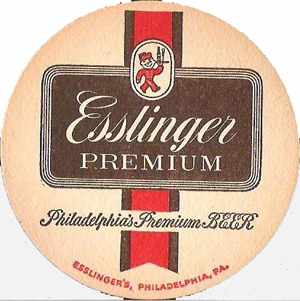 Esslinger
PREMIUM
Philadelphia's Premium BEER
ESSLINGER'S, PHILADELPHIA, PA.